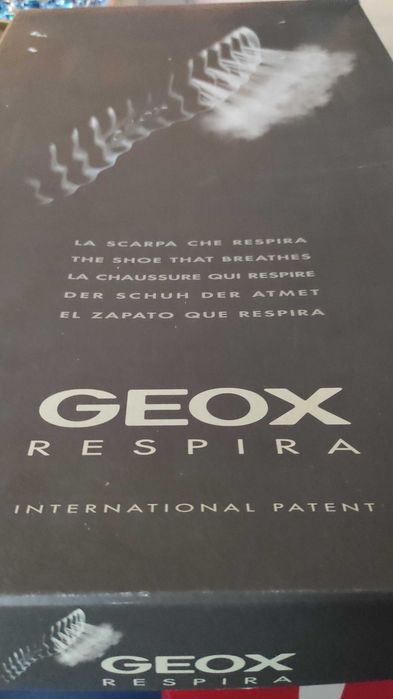 LA SCARPA CHE RESPIRA
THE SHOE THAT BREATHES
LA CHAUSSURE QUI RESPIRE
DER SCHUH DER ATMET
EL ZAPATO QUE RESPIRA
GEOX
RESPIRA
INTERNATIONAL PATENT
GEOX
RESPIRA